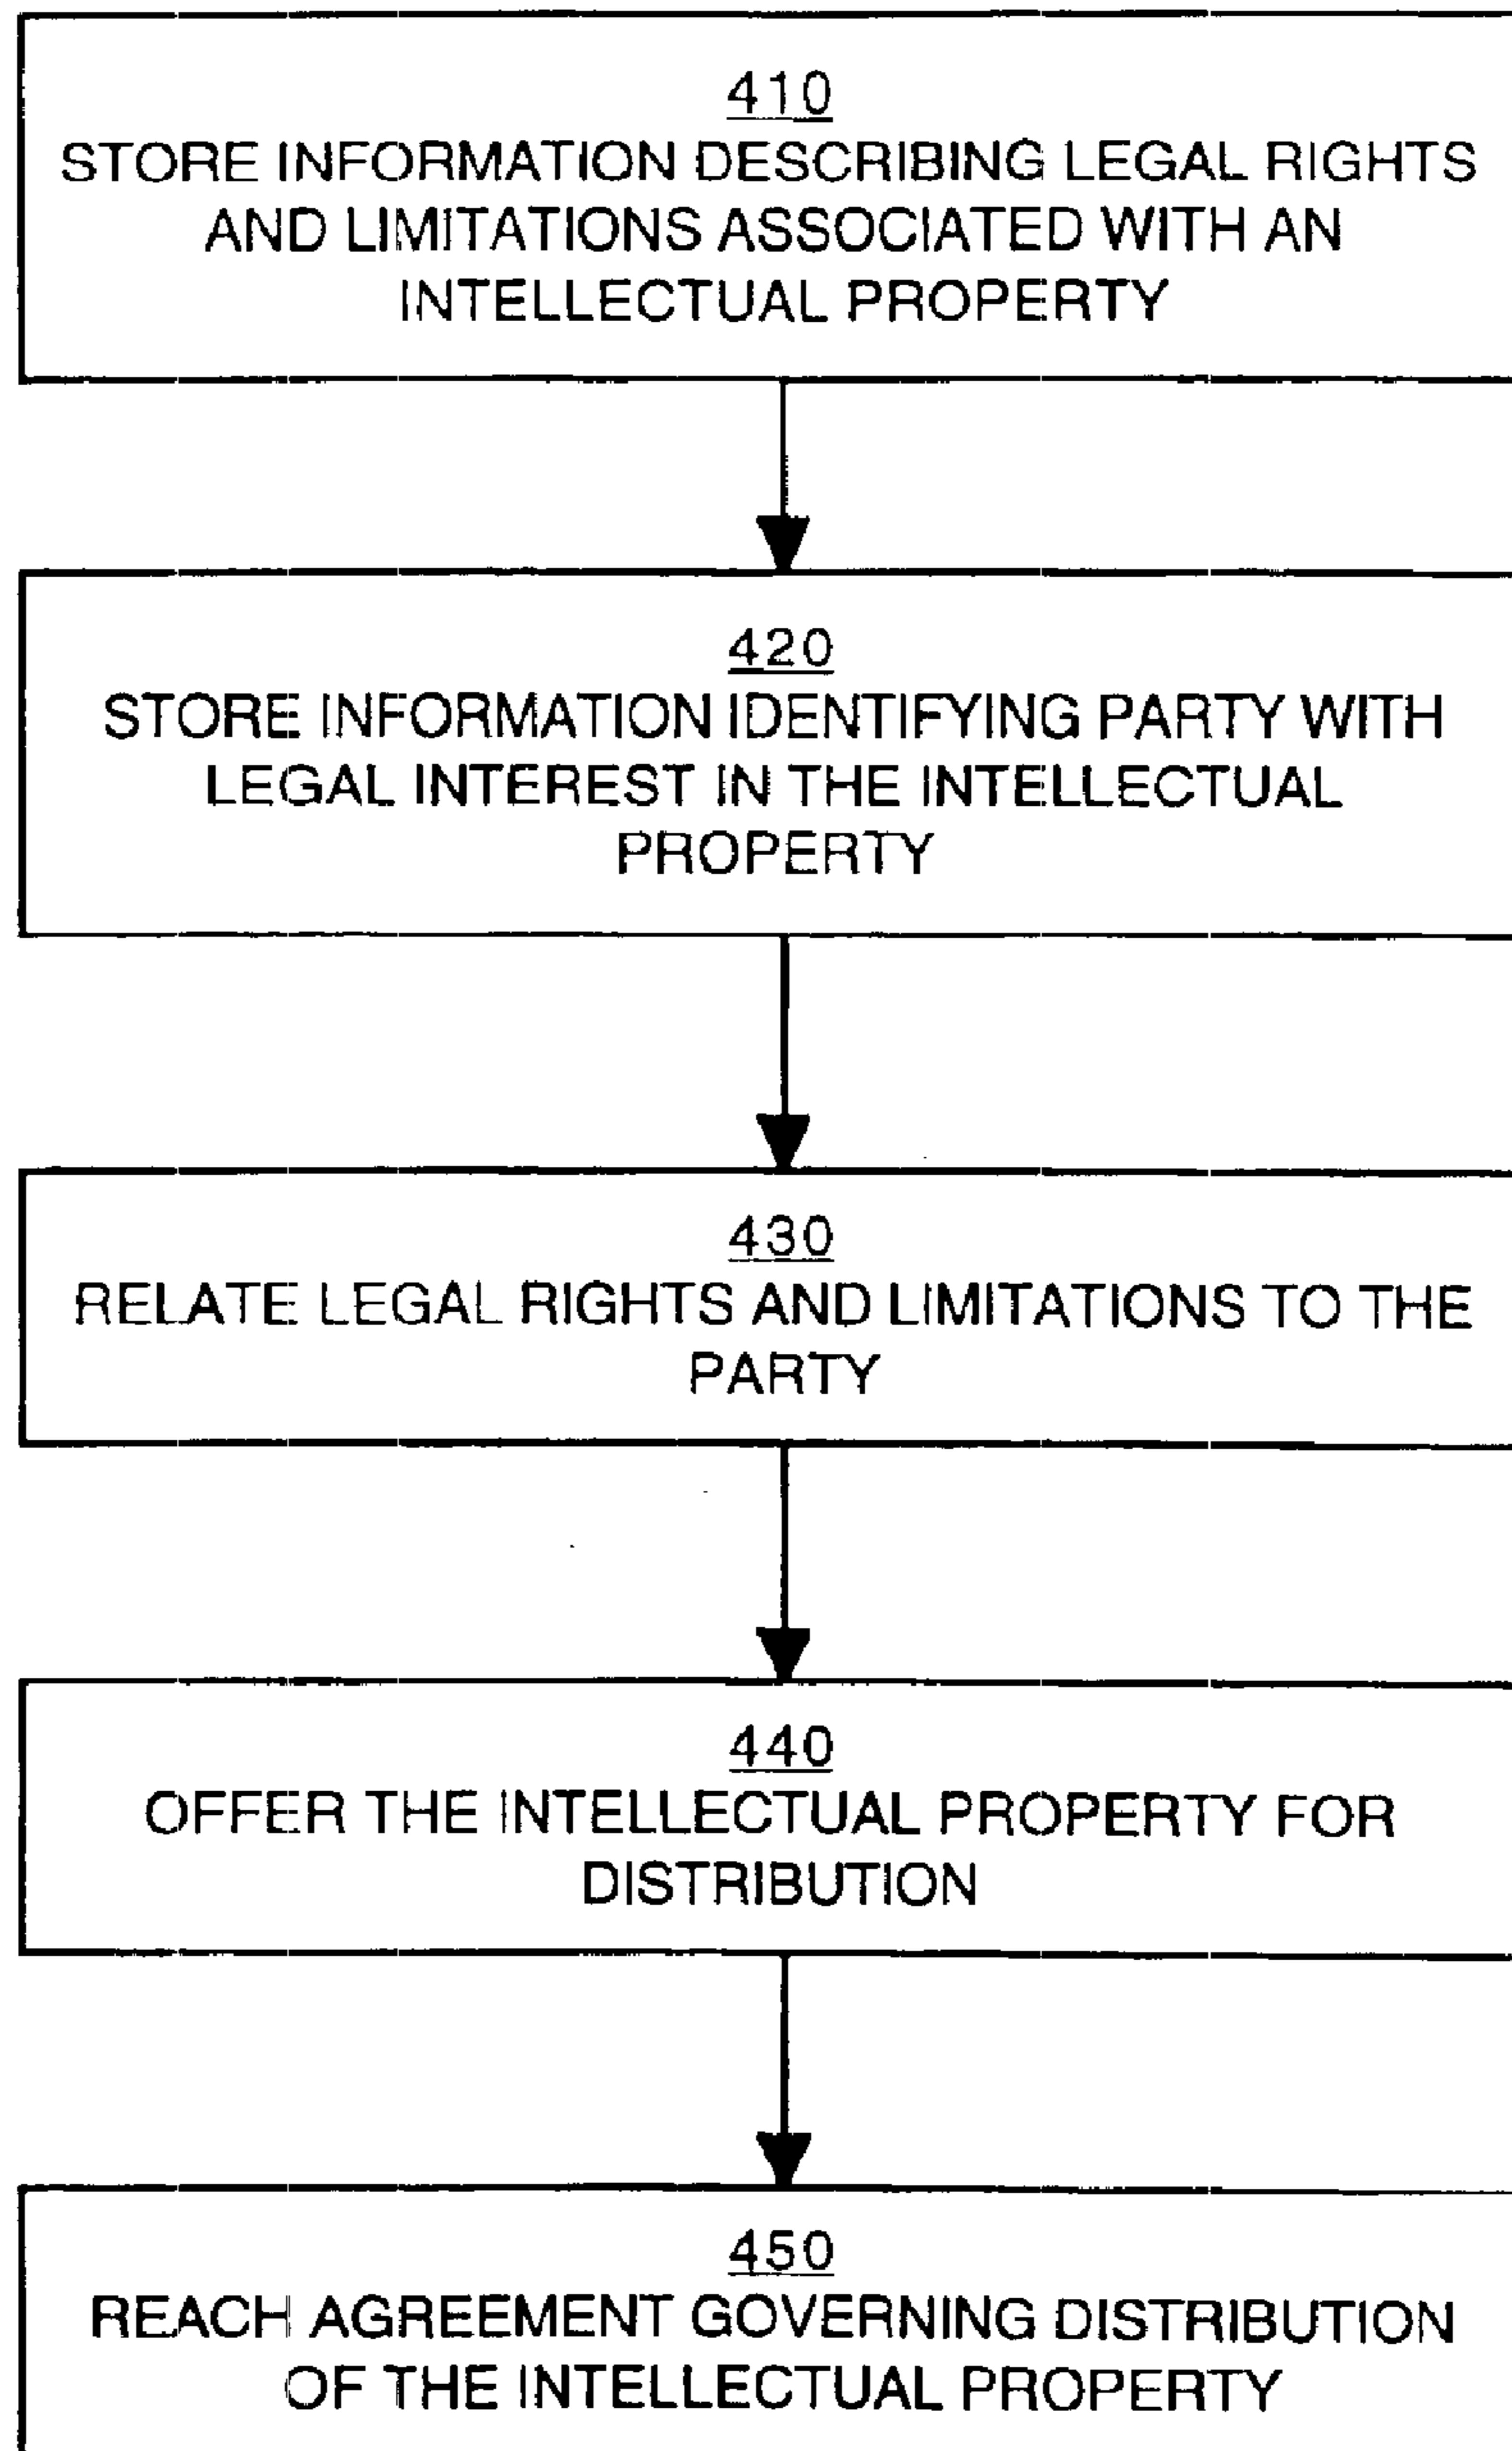 410
STORE INFORMATION DESCRIBING LEGAL RIGHTS
AND LIMITATIONS ASSOCIATED WITH AN
INTELLECTUAL PROPERTY
420
STORE INFORMATION IDENTIFYING PARTY WITH
LEGAL INTEREST IN THE INTELLECTUAL
PROPERTY
430
RELATE LEGAL RIGHTS AND LIMITATIONS TO THE
PARTY
440
OFFER THE INTELLECTUAL PROPERTY FOR
DISTRIBUTION
450
REACH AGREEMENT GOVERNING DISTRIBUTION
OF THE INTELLECTUAL PROPERTY